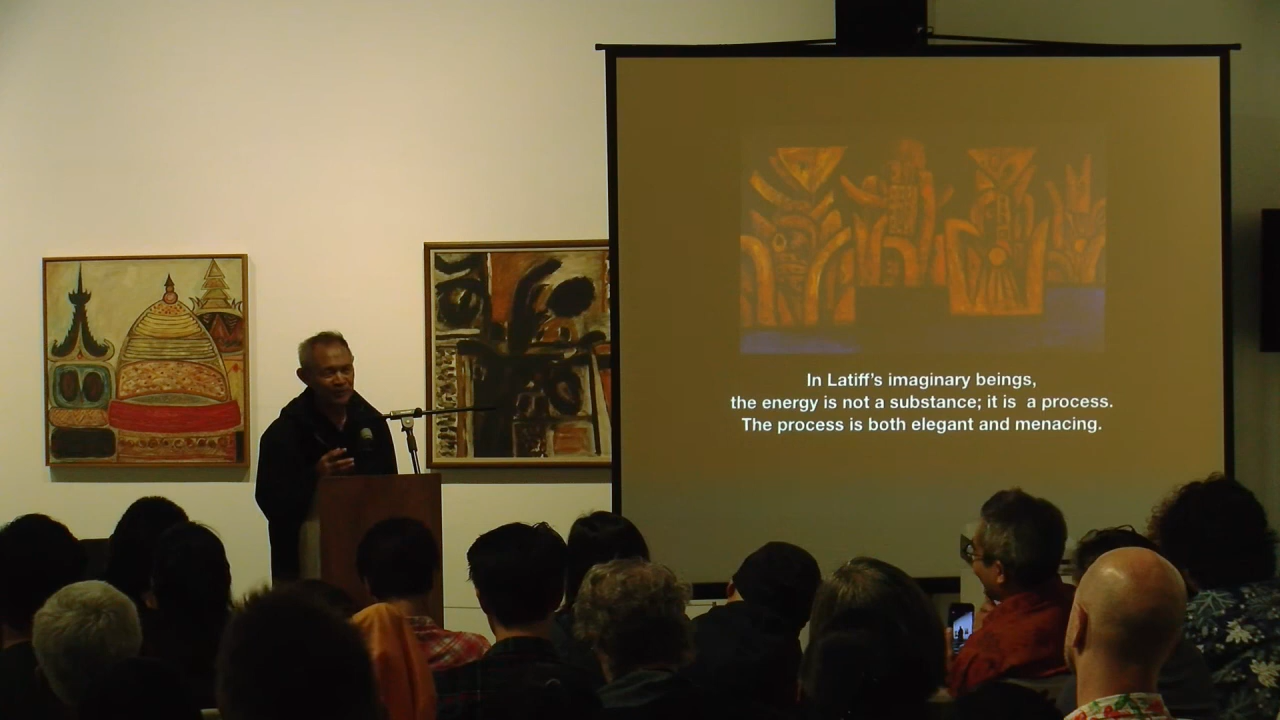 In Latiff's imaginary beings,
the energy is not a substance; it is a process.
The process is both elegant and menacing.